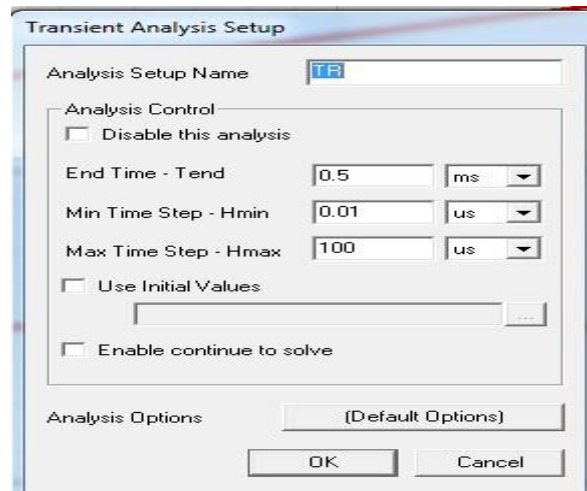 Transient Analysis Setup
Analysis Setup Name TR
Analysis Control
Disable this analysis
End Time - Tend 0.5 ms
Min Time Step - Hmin 0.01 us
Max Time Step - Hmax 100 us
Use Initial Values
...
Enable continue to solve
Analysis Options (Default Options)
OK Cancel